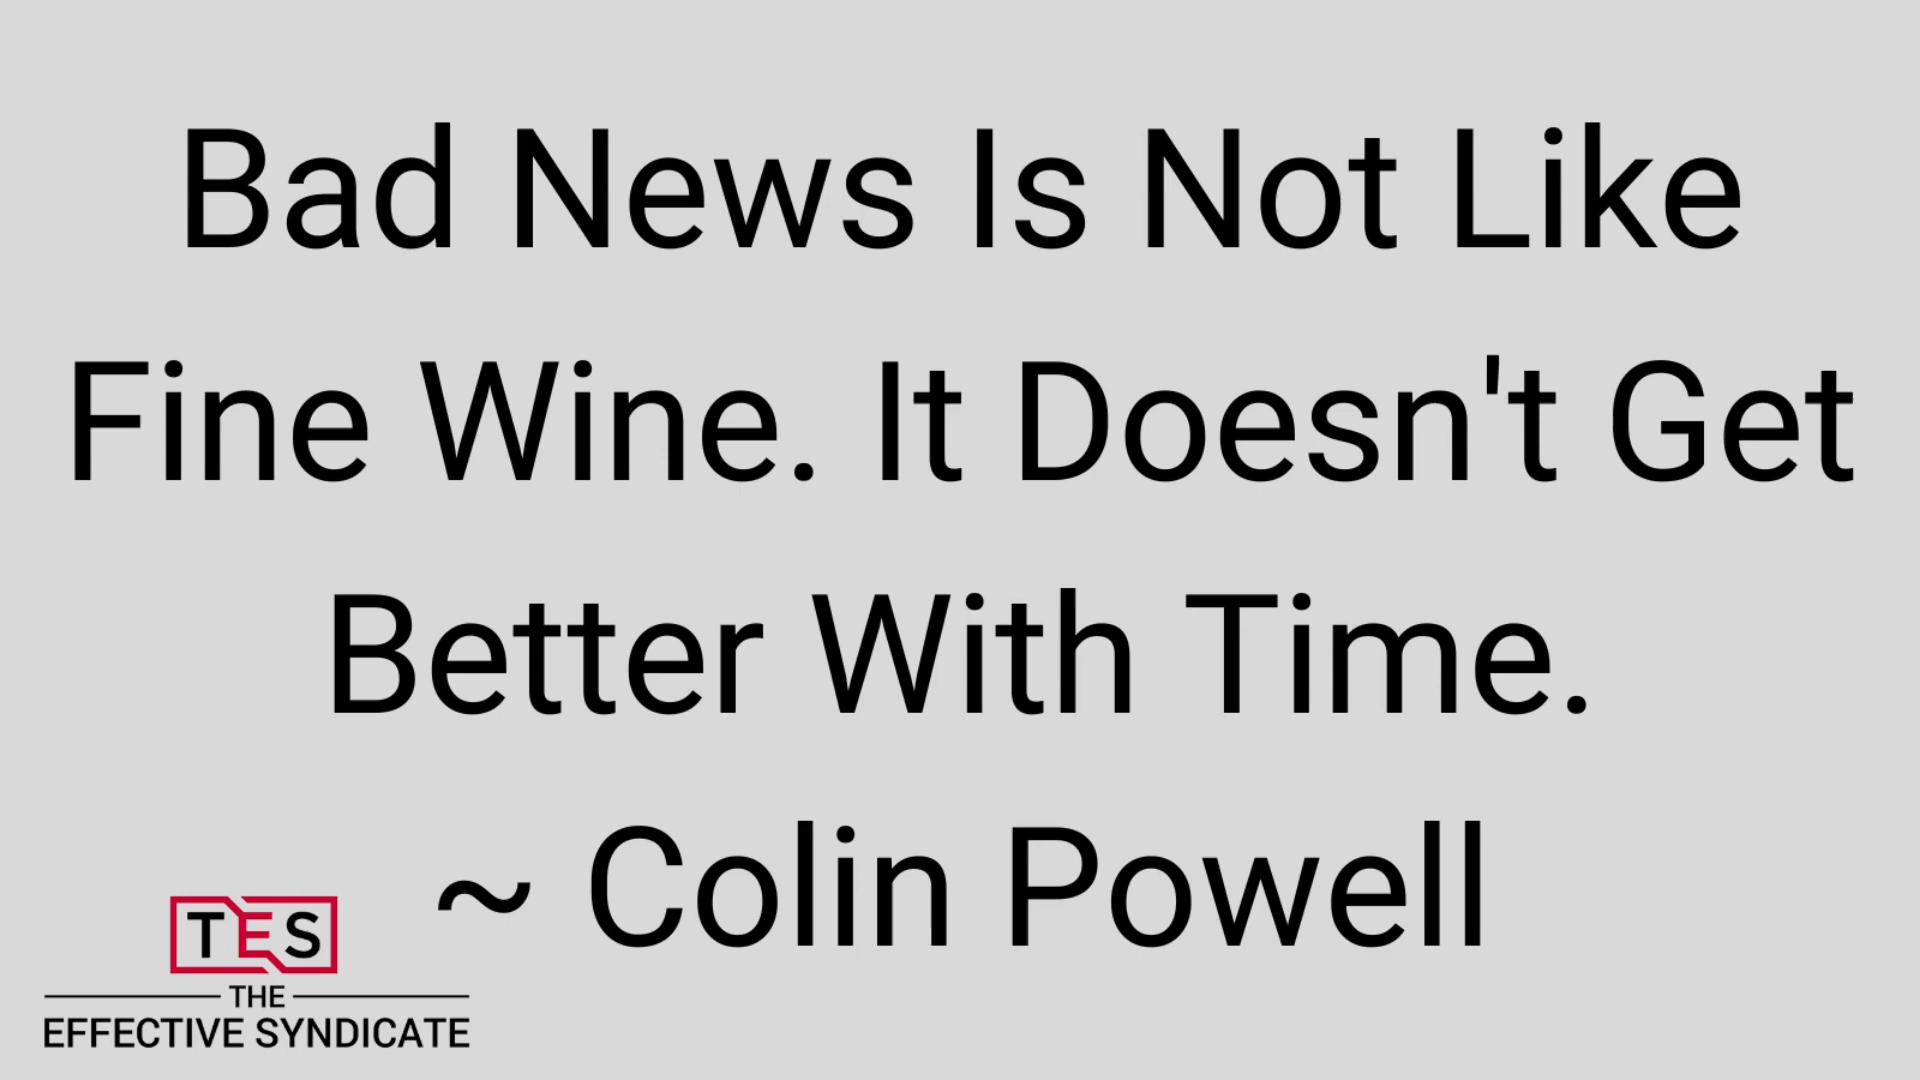 Bad News Is Not Like
Fine Wine. It Doesn't Get
Better With Time.
~ Colin Powell
TES
THE
EFFECTIVE SYNDICATE